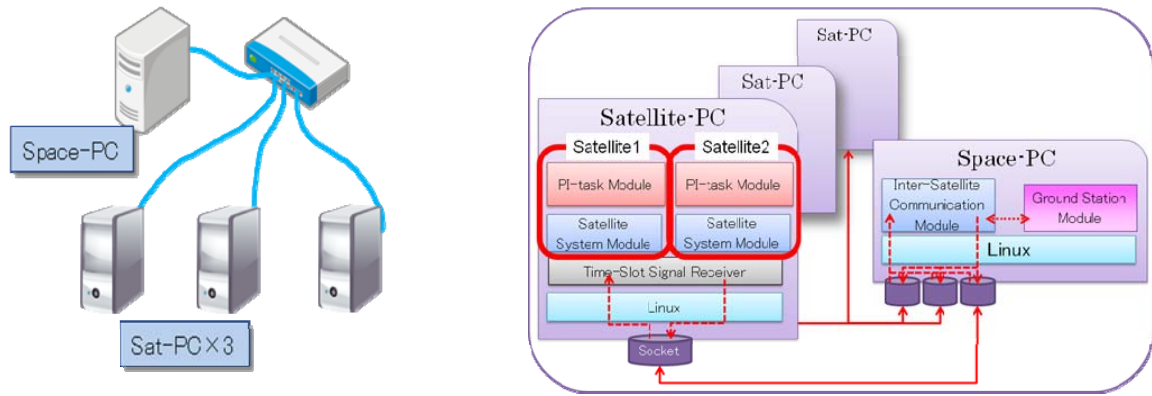 Space-PC
Sat-PC×3
Sat-PC
Sat-PC
Satellite-PC
Satellite1
Satellite2
PI-task Module
PI-task Module
Satellite
System Module
Satellite
System Module
Time-Slot Signal Receiver
Linux
Socket
Space-PC
Inter-Satellite
Communication
Module
Ground Station
Module
Linux